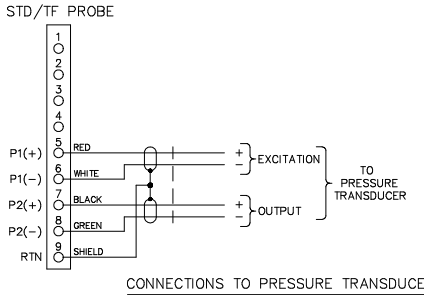 STD/TF PROBE
1
2
3
4
5
6
7
8
9
P1(+)
P1(-)
P2(+)
P2(-)
RTN
RED
WHITE
BLACK
GREEN
SHIELD
+
-
EXCITATION
+
-
OUTPUT
TO
PRESSURE
TRANSDUCER
CONNECTIONS TO PRESSURE TRANSDUCE